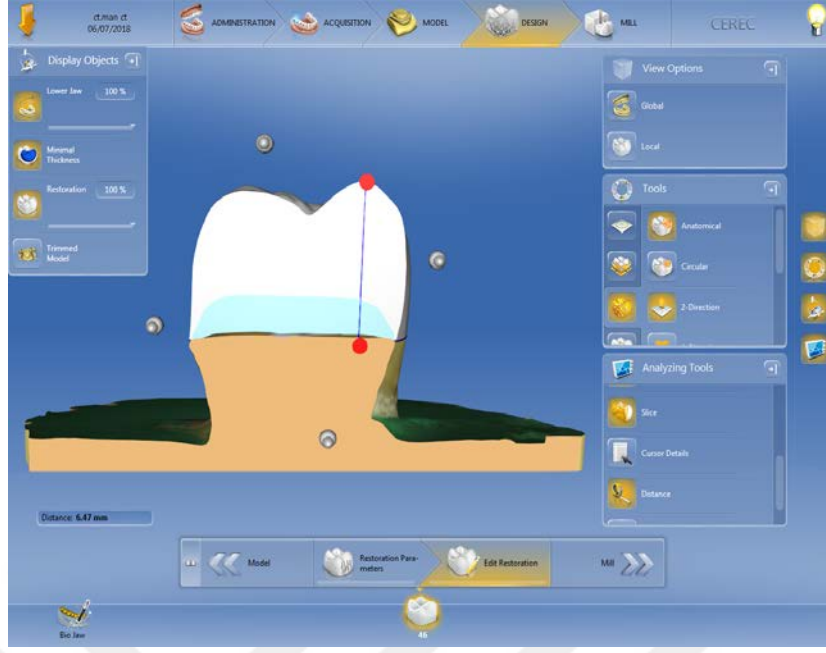 ct.man ct
06/07/2018
ADMINISTRATION
ACQUISITION
MODEL
DESIGN
MILL
CEREC
Display Objects
Lower Jaw 100 %
Minimal
Thickness
Restoration 100 %
Trimmed
Model
View Options
Global
Local
Tools
Anatomical
Circular
2-Direction
Analyzing Tools
Slice
Cursor Details
Distance
Distance: 6.47 mm
Model
Restoration Para-
meters
Edit Restoration
Mill
Bio Jaw
46